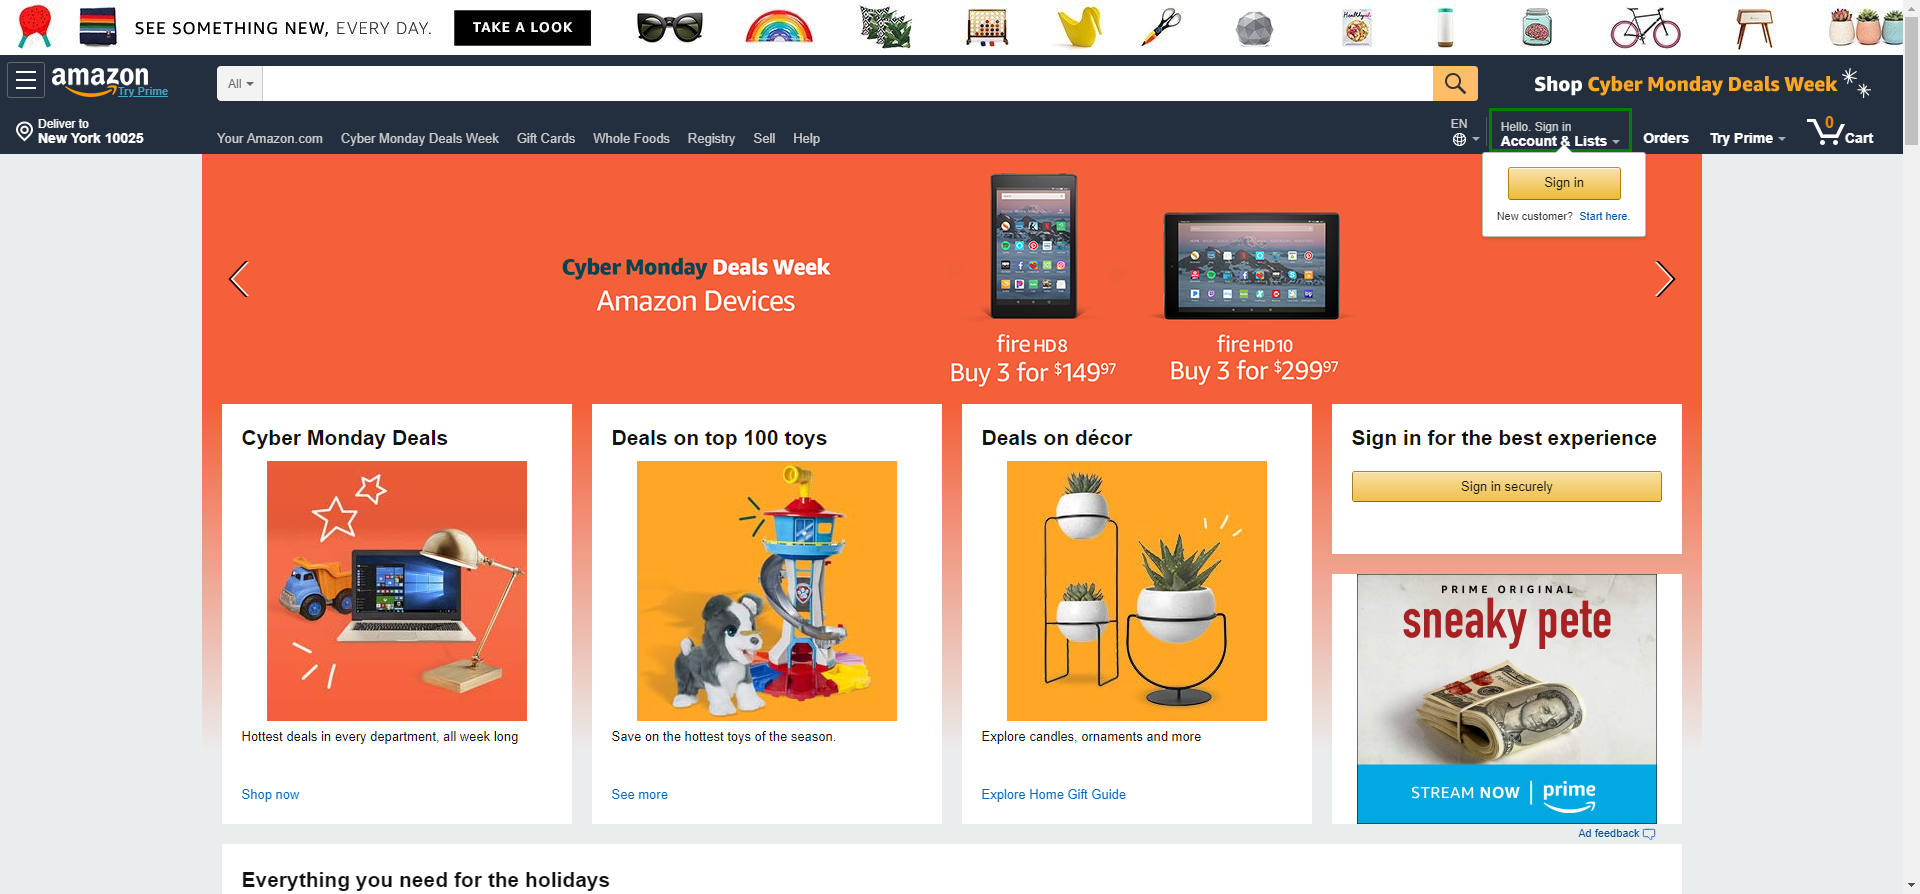 SEE SOMETHING NEW, EVERY DAY.
TAKE A LOOK
amazon
Try Prime
All
Shop Cyber Monday Deals Week
Deliver to
New York 10025
Your Amazon.com
Cyber Monday Deals Week
Gift Cards
Whole Foods
Registry
Sell
Help
EN
Hello. Sign in
Account & Lists
Orders
Try Prime
0
Cart
Sign in
New customer? Start here.
Cyber Monday Deals Week
Amazon Devices
fire HD8
Buy 3 for $149 97
fire HD10
Buy 3 for $299 97
Cyber Monday Deals
Hottest deals in every department, all week long
Shop now
Deals on top 100 toys
Save on the hottest toys of the season.
See more
Deals on décor
Explore candles, ornaments and more
Explore Home Gift Guide
Sign in for the best experience
Sign in securely
PRIME ORIGINAL
sneaky pete
STREAM NOW
prime
Ad feedback
Everything you need for the holidays